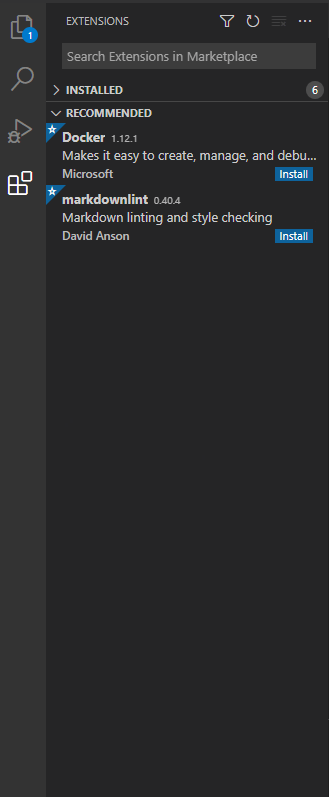 EXTENSIONS
1
Search Extensions in Marketplace
INSTALLED 6
RECOMMENDED
Docker 1.12.1
Makes it easy to create, manage, and debu...
Microsoft Install
markdownlint 0.40.4
Markdown linting and style checking
David Anson Install